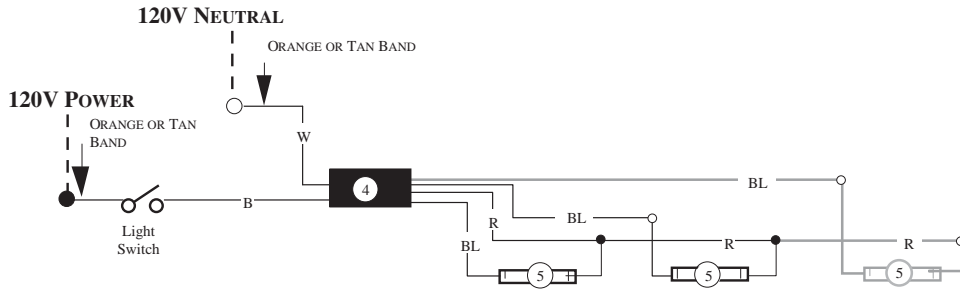 120V NEUTRAL
ORANGE OR TAN BAND
120V POWER
ORANGE OR TAN
BAND
W
4
BL
B
R
BL
Light
Switch
BL
R
R
5
5
5